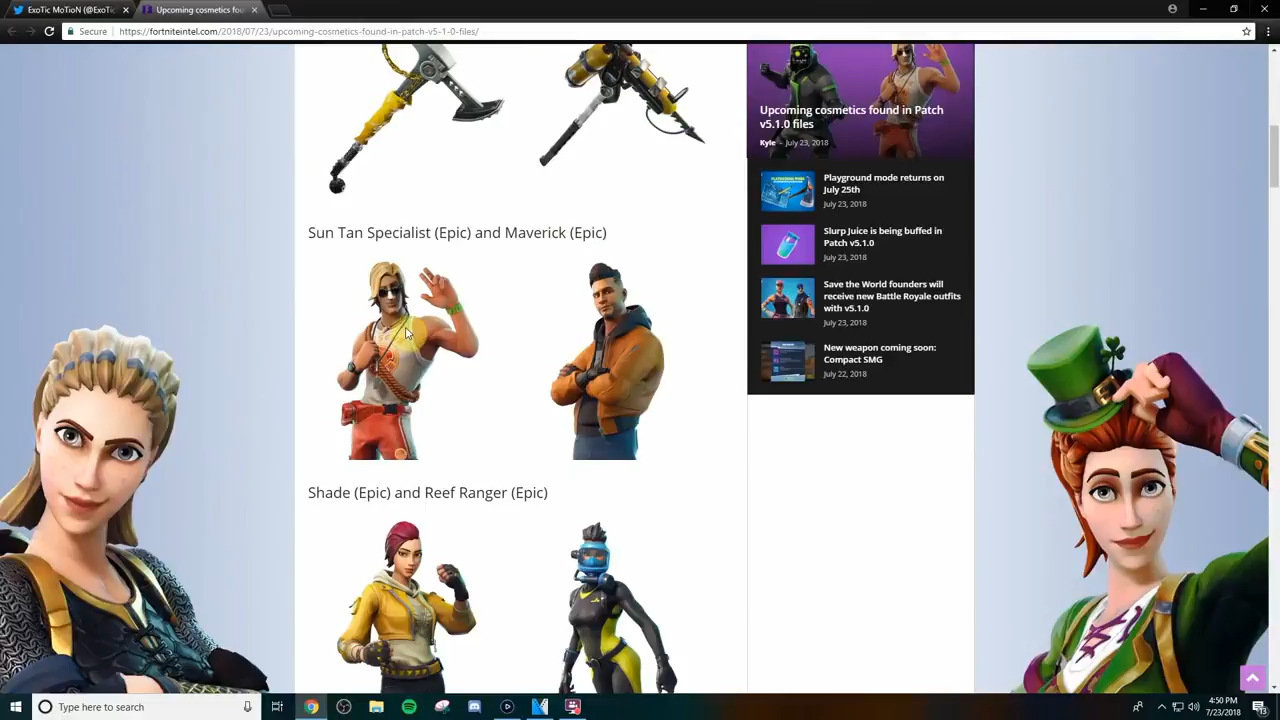 ExoTic MoTioN (@ExoTic
Upcoming cosmetics fou
Secure
https://fortniteintel.com/2018/07/23/upcoming-cosmetics-found-in-patch-v5-1-0-files/
Sun Tan Specialist (Epic) and Maverick (Epic)
Shade (Epic) and Reef Ranger (Epic)
Upcoming cosmetics found in Patch
v5.1.0 files
Kyle - July 23, 2018
Playground mode returns on
July 25th
July 23, 2018
Slurp Juice is being buffed in
Patch v5.1.0
July 23, 2018
Save the World founders will
receive new Battle Royale outfits
with v5.1.0
July 23, 2018
New weapon coming soon:
Compact SMG
July 22, 2018
Type here to search
4:50 PM
7/23/2018